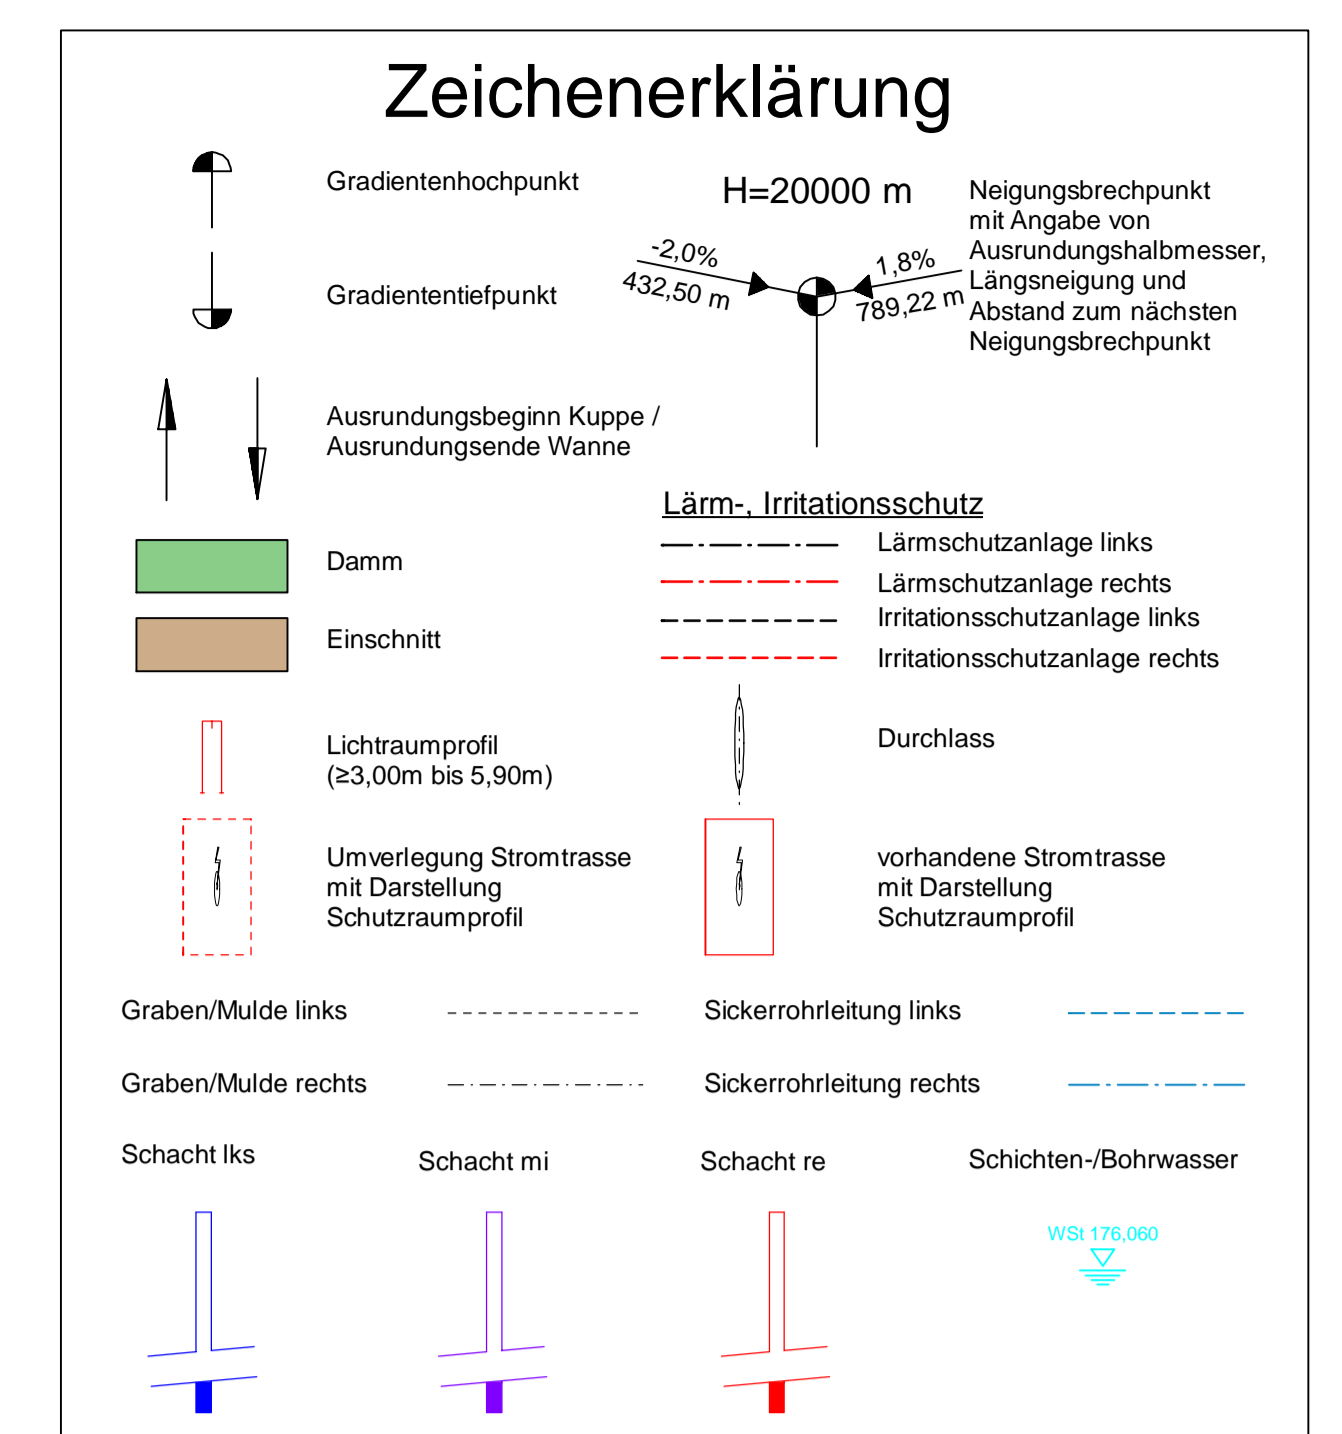 Zeichenerklärung
Gradientenhochpunkt
Gradiententiefpunkt
H=20000 m
-2,0%
432,50 m
1,8%
789,22 m
Neigungsbrechpunkt
mit Angabe von
Ausrundungshalbmesser,
Längsneigung und
Abstand zum nächsten
Neigungsbrechpunkt
Ausrundungsbeginn Kuppe /
Ausrundungsende Wanne
Damm
Einschnitt
Lärm-, Irritationsschutz
Lärmschutzanlage links
Lärmschutzanlage rechts
Irritationsschutzanlage links
Irritationsschutzanlage rechts
Lichtraumprofil
(≥3,00m bis 5,90m)
Durchlass
Umverlegung Stromtrasse
mit Darstellung
Schutzraumprofil
vorhandene Stromtrasse
mit Darstellung
Schutzraumprofil
Graben/Mulde links
Sickerrohrleitung links
Graben/Mulde rechts
Sickerrohrleitung rechts
Schacht lks
Schacht mi
Schacht re
Schichten-/Bohrwasser
WSt 176,060